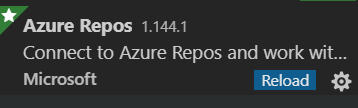 Azure Repos 1.144.1
Connect to Azure Repos and work wit...
Microsoft Reload